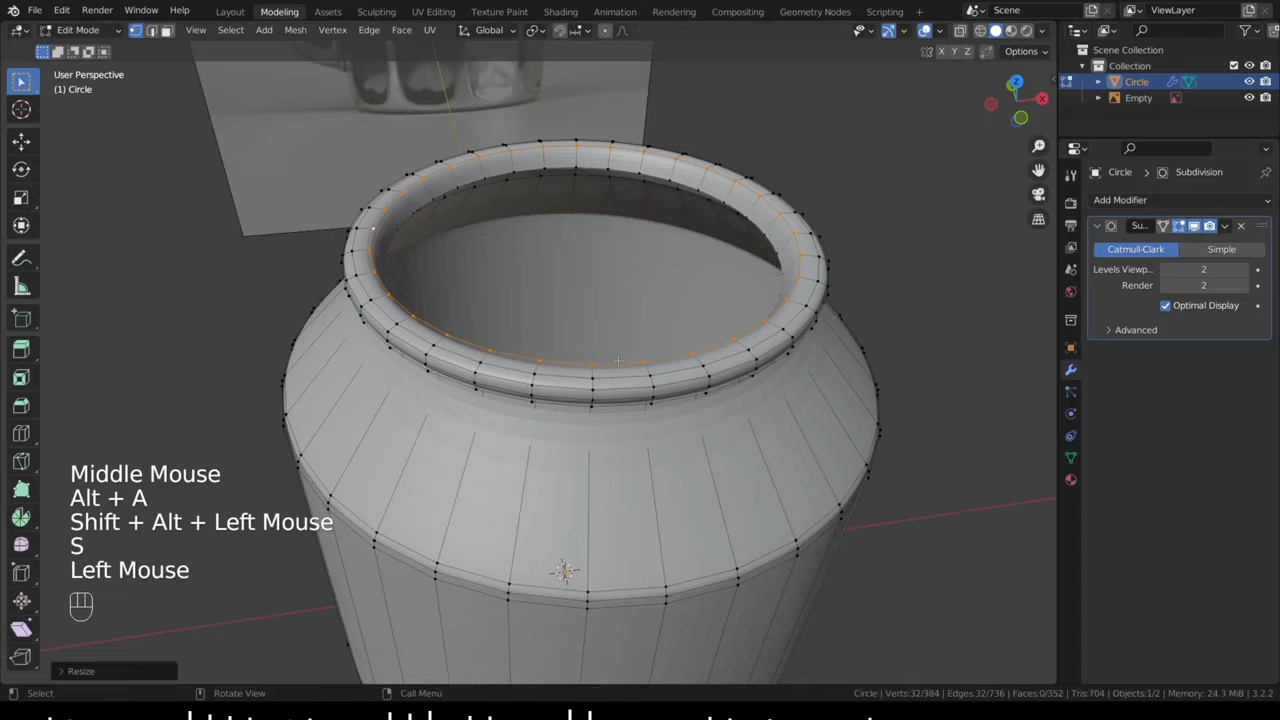 File Edit Render Window Help Layout Modeling Assets Sculpting UV Editing Texture Paint Shading Animation Rendering Compositing Geometry Nodes Scripting Scene ViewLayer
Edit Mode View Select Add Mesh Vertex Edge Face UV Global
X Y Z Options
User Perspective
(1) Circle
Scene Collection
Collection
Circle
Empty
Circle Subdivision
Add Modifier
Su...
Catmull-Clark Simple
Levels Viewp... 2
Render 2
Optimal Display
Advanced
Z
X
Middle Mouse
Alt + A
Shift + Alt + Left Mouse
S
Left Mouse
Resize
Select Rotate View Call Menu Circle | Verts:32/384 | Edges:32/736 | Faces:0/352 | Tris:704 | Objects:1/2 | Memory: 24.3 MiB | 3.2.2